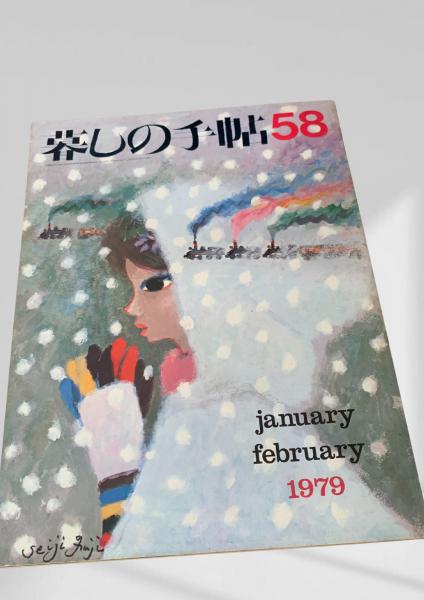 暮しの手帖58
january
february
1979
seiji fuji